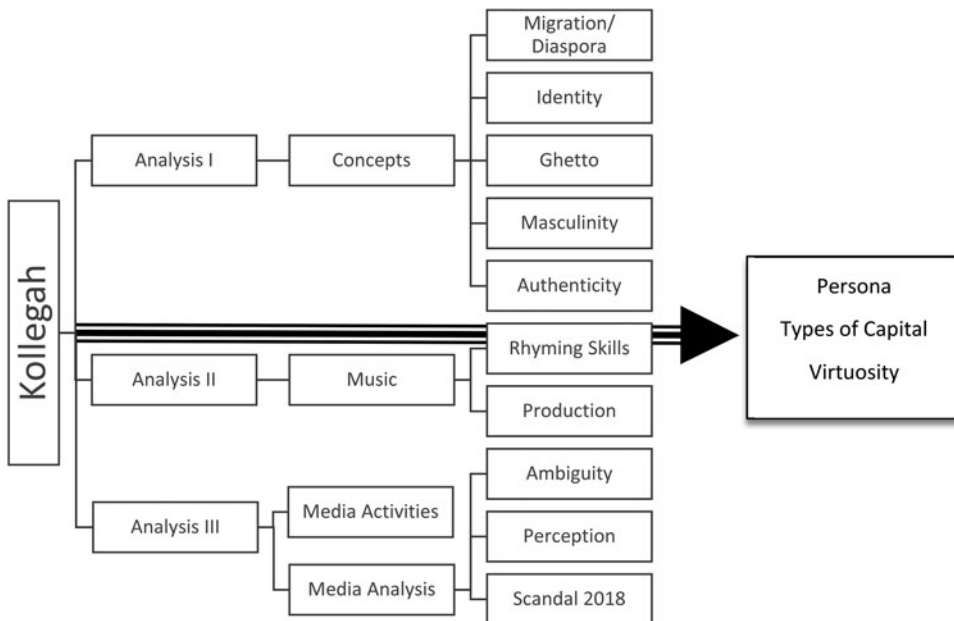 Kollegah
Analysis I
Concepts
Migration/
Diaspora
Identity
Ghetto
Masculinity
Authenticity
Analysis II
Music
Rhyming Skills
Production
Analysis III
Media Activities
Media Analysis
Ambiguity
Perception
Scandal 2018
Persona
Types of Capital
Virtuosity